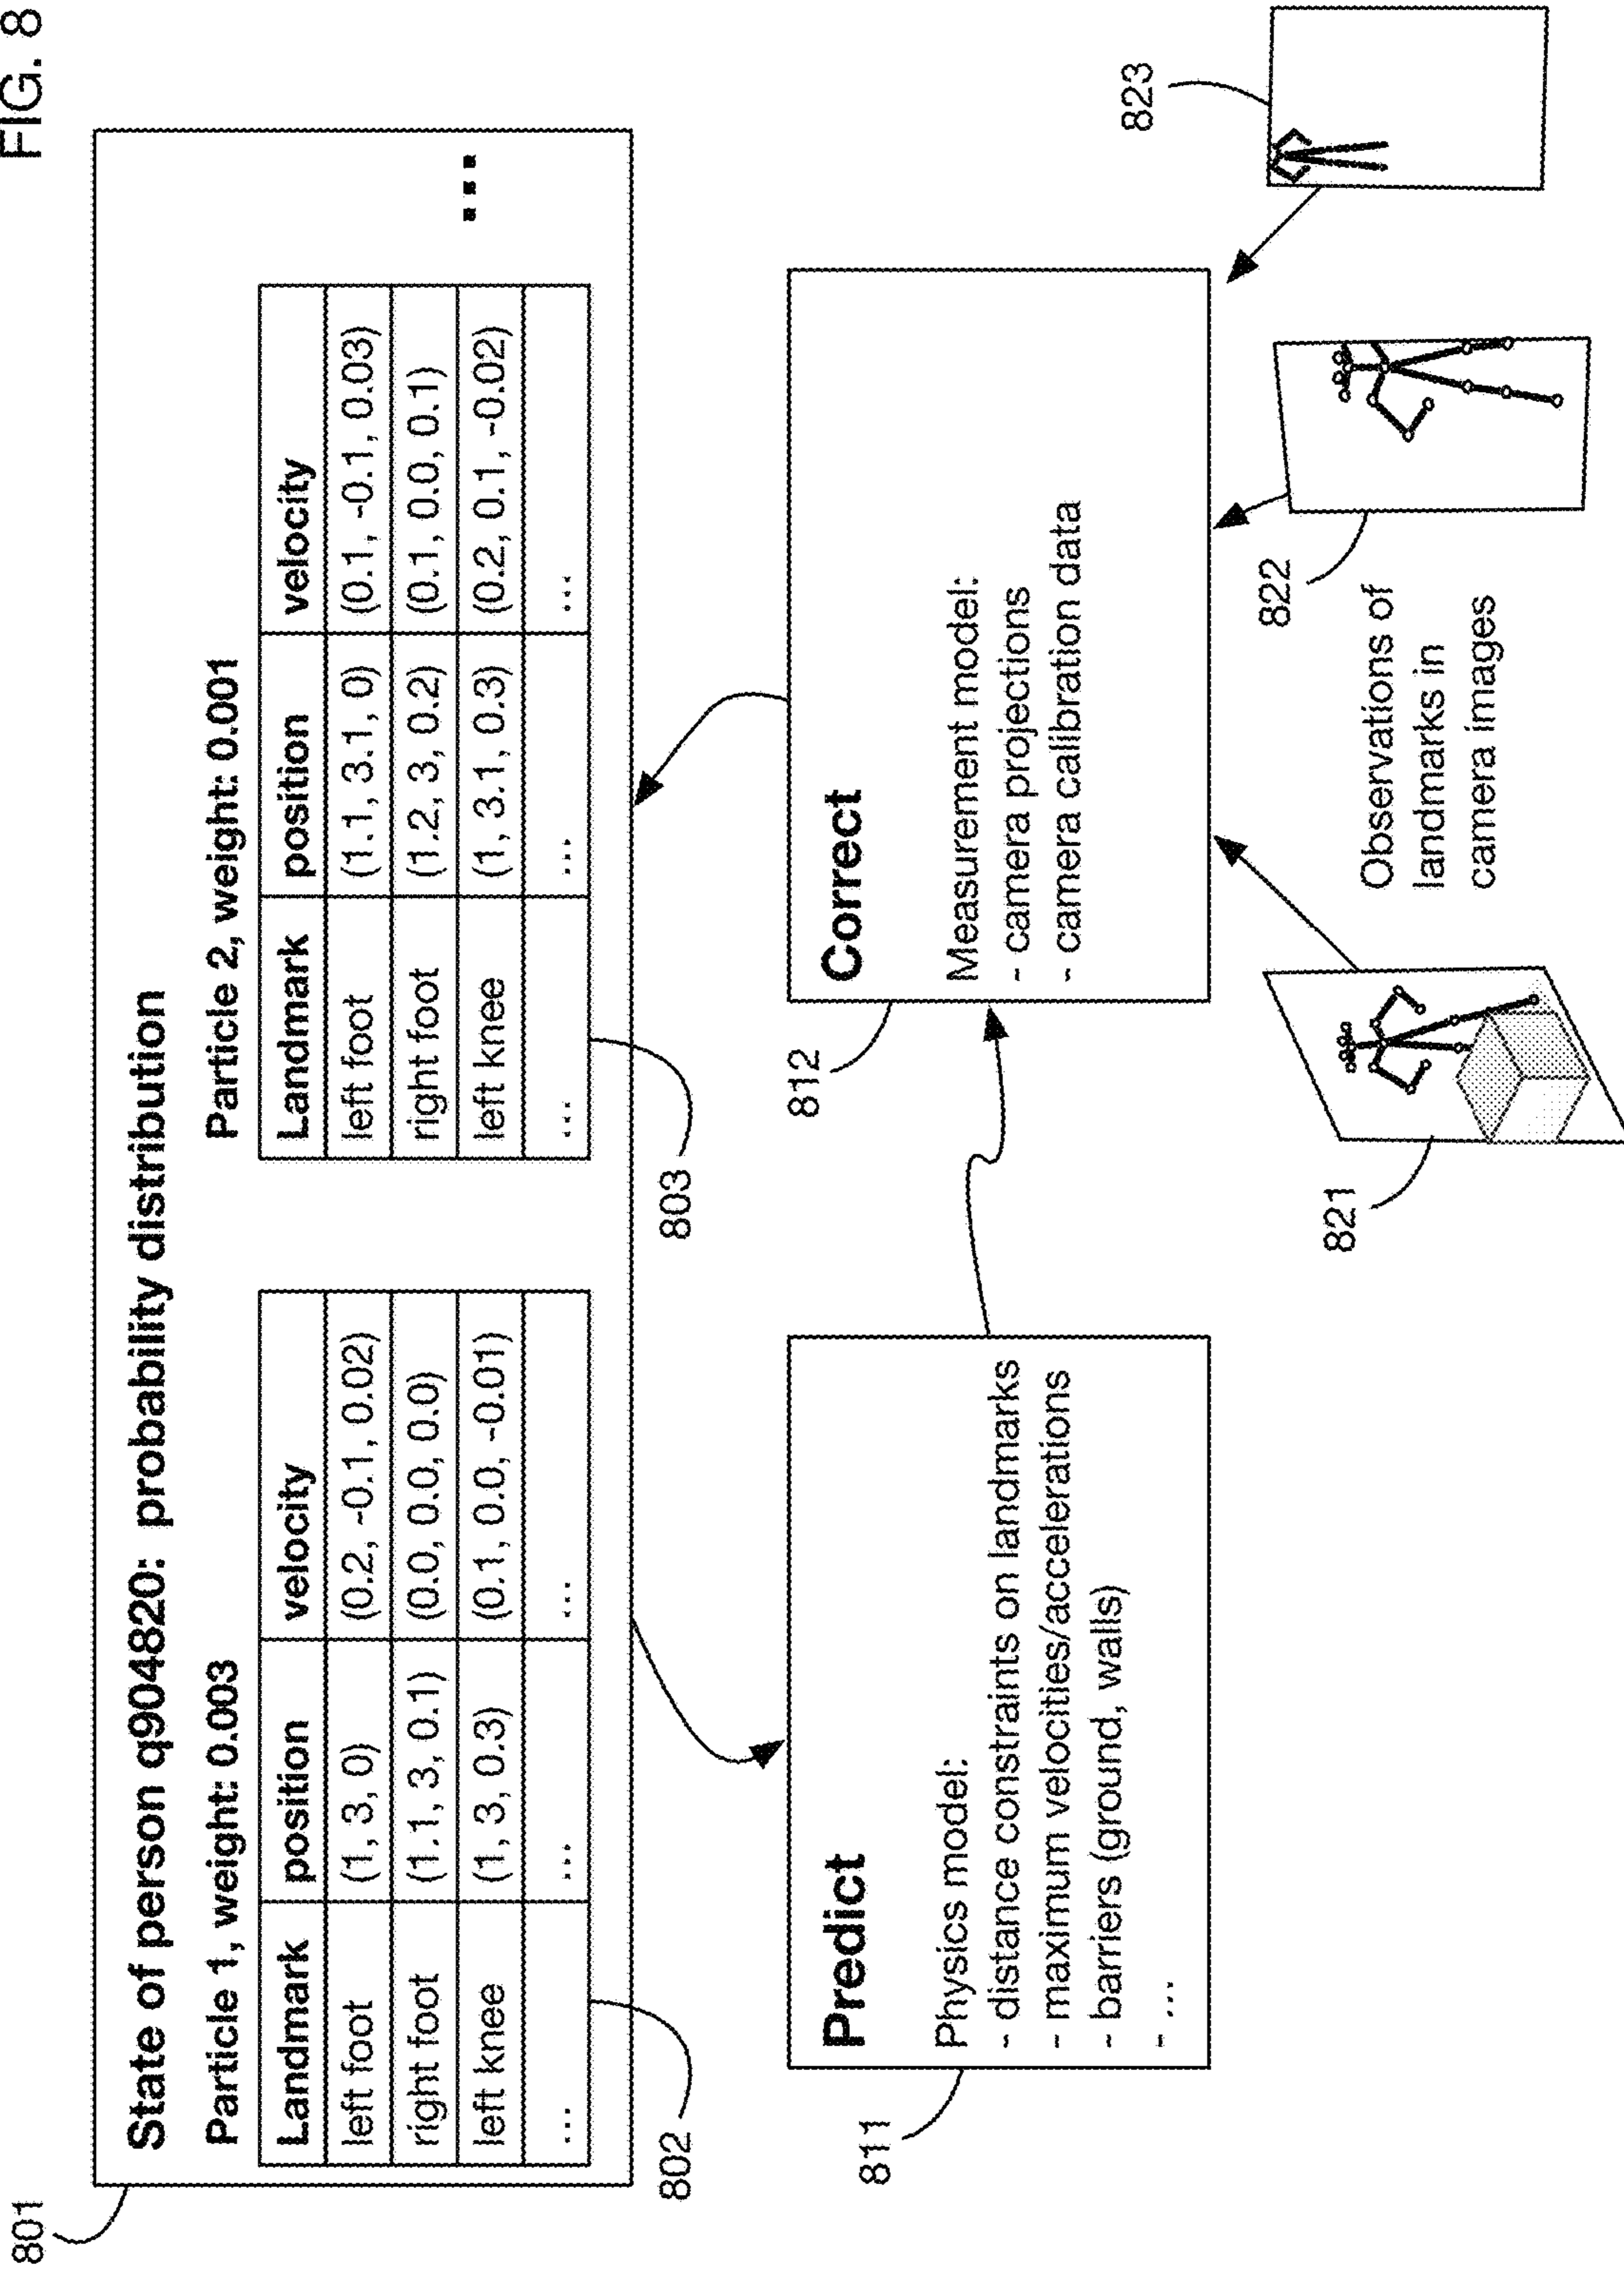 FIG. 8
801
State of person q904820: probability distribution
Particle 1, weight: 0.003
Landmark position velocity
left foot (1, 3, 0) (0.2, -0.1, 0.02)
right foot (1.1, 3, 0.1) (0.0, 0.0, 0.0)
left knee (1, 3, 0.3) (0.1, 0.0, -0.01)
... ... ...
802
Particle 2, weight: 0.001
Landmark position velocity
left foot (1.1, 3.1, 0) (0.1, -0.1, 0.03)
right foot (1.2, 3, 0.2) (0.1, 0.0, 0.1)
left knee (1, 3.1, 0.3) (0.2, 0.1, -0.02)
... ... ...
...
803
811
Predict
Physics model:
- distance constraints on landmarks
- maximum velocities/accelerations
- barriers (ground, walls)
- ...
812
Correct
Measurement model:
- camera projections
- camera calibration data
821
Observations of
landmarks in
camera images
822
823